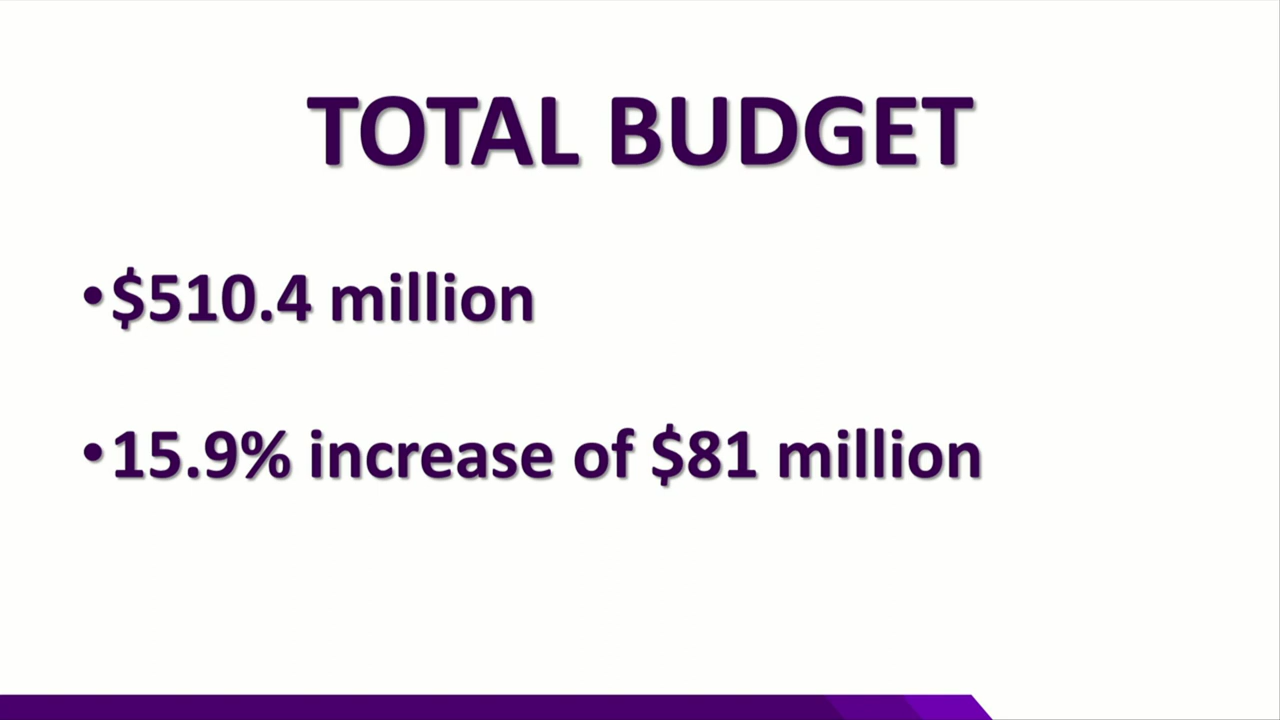 TOTAL BUDGET
•$510.4 million
•15.9% increase of $81 million